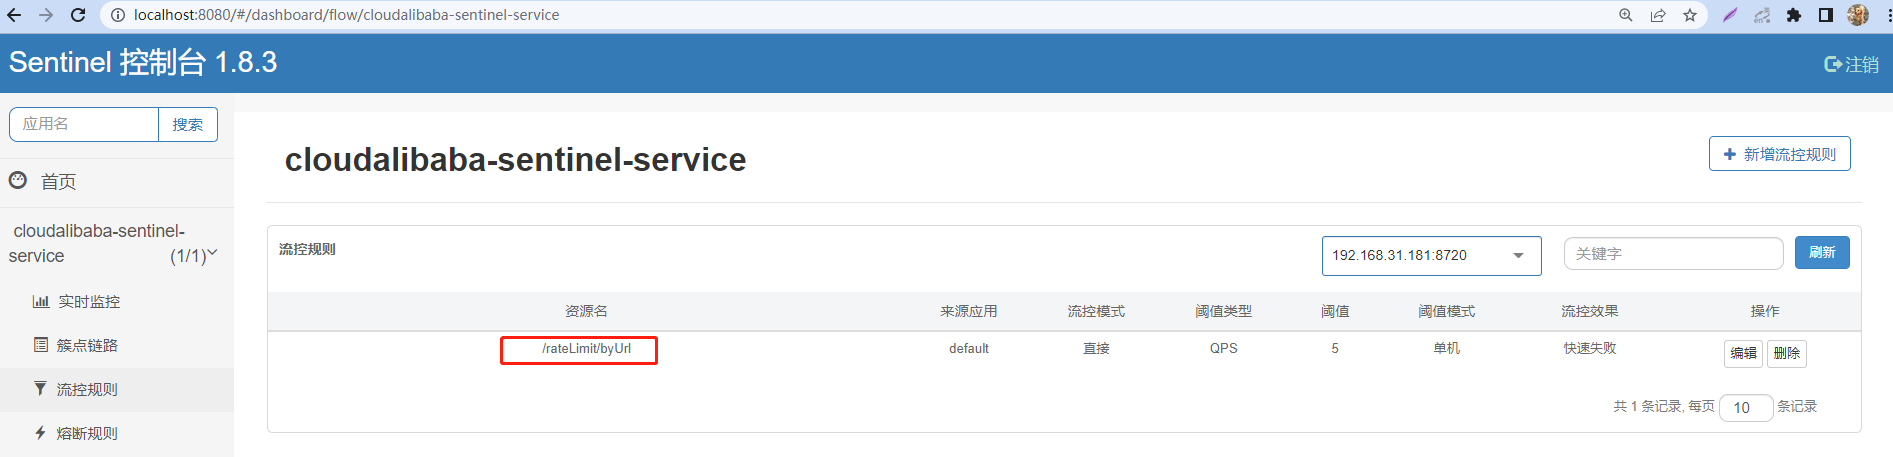 localhost:8080/#/dashboard/flow/cloudalibaba-sentinel-service
Sentinel 控制台 1.8.3
注销
应用名
搜索
首页
cloudalibaba-sentinel-
service
(1/1)
实时监控
簇点链路
流控规则
熔断规则
cloudalibaba-sentinel-service
新增流控规则
流控规则
192.168.31.181:8720
关键字
刷新
资源名 来源应用 流控模式 阈值类型 阈值 阈值模式 流控效果 操作
/rateLimit/byUrl default 直接 QPS 5 单机 快速失败 编辑 删除
共 1 条记录, 每页 10 条记录